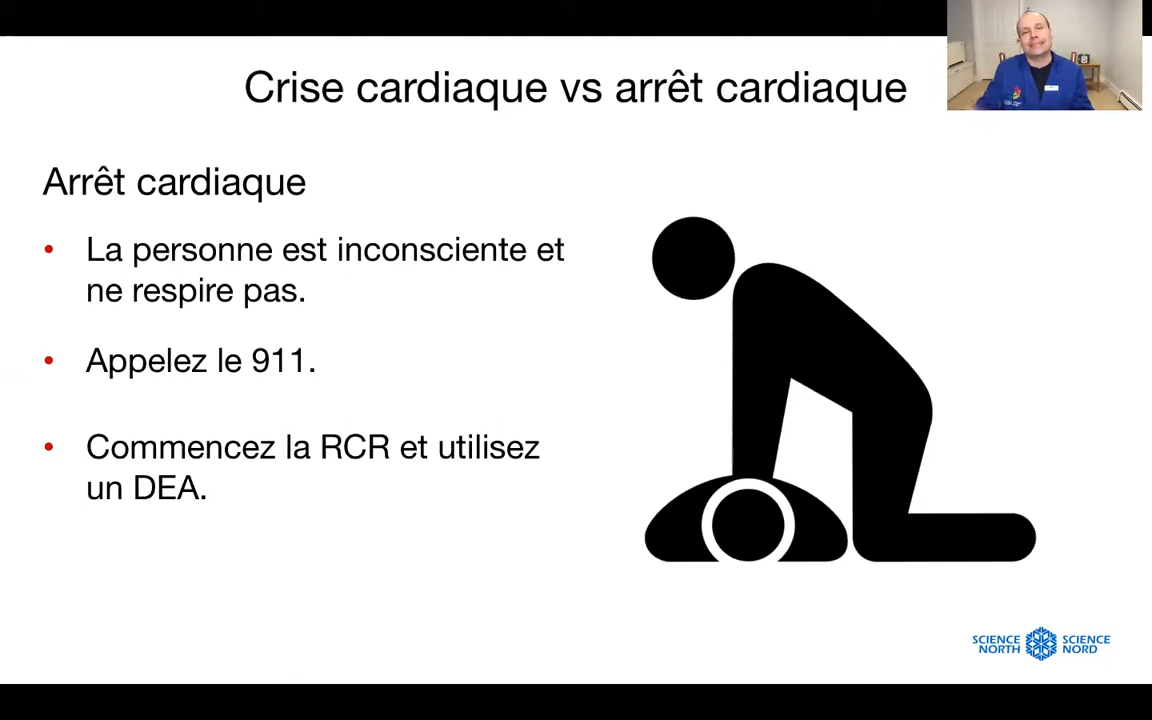 Crise cardiaque vs arrêt cardiaque
Arrêt cardiaque
• La personne est inconsciente et
ne respire pas.
• Appelez le 911.
• Commencez la RCR et utilisez
un DEA.
SCIENCE NORTH
SCIENCE NORD